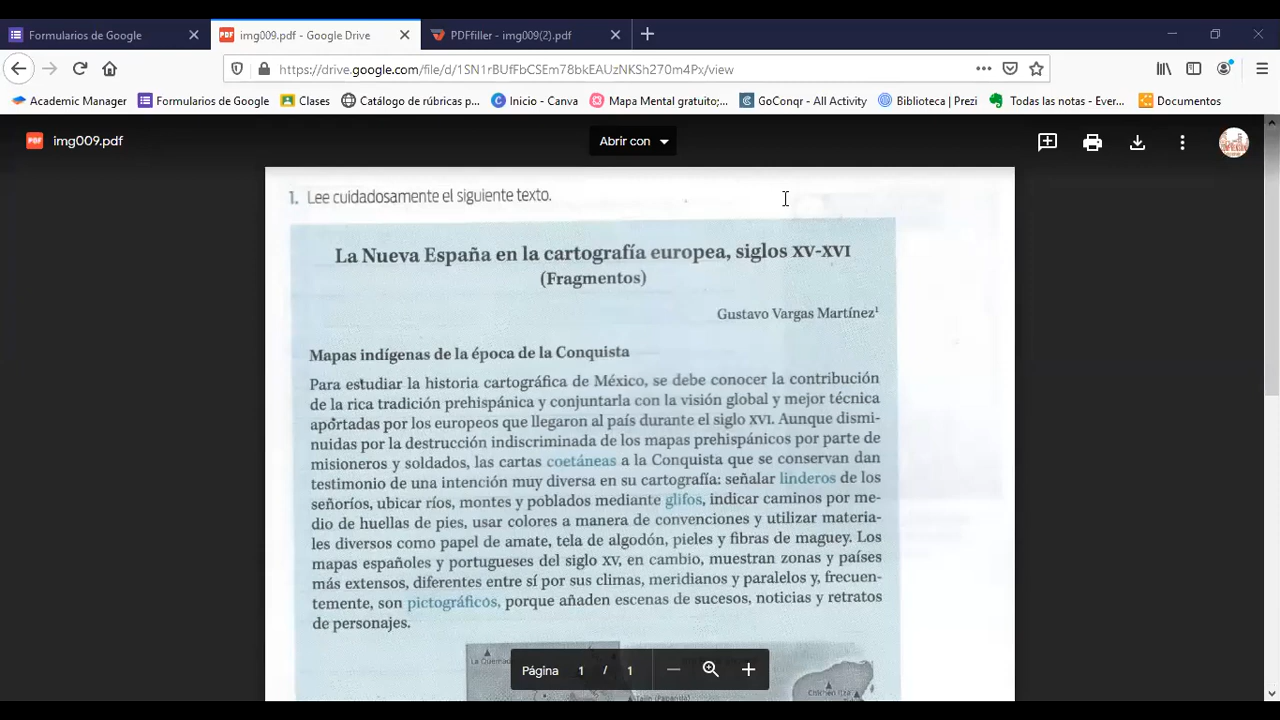 Formularios de Google
img009.pdf - Google Drive
PDFfiller - img009(2).pdf
https://drive.google.com/file/d/1SN1rBUfFbCSEm78bkEAUzNKSh270m4Px/view
Academic Manager
Formularios de Google
Clases
Catálogo de rúbricas p...
Inicio - Canva
Mapa Mental gratuito;...
GoConqr - All Activity
Biblioteca | Prezi
Todas las notas - Ever...
Documentos
PDF img009.pdf
Abrir con
1. Lee cuidadosamente el siguiente texto.
La Nueva España en la cartografía europea, siglos XV-XVI
(Fragmentos)
Gustavo Vargas Martínez¹
Mapas indígenas de la época de la Conquista
Para estudiar la historia cartográfica de México, se debe conocer la contribución
de la rica tradición prehispánica y conjuntarla con la visión global y mejor técnica
aportadas por los europeos que llegaron al país durante el siglo XVI. Aunque dismi-
nuidas por la destrucción indiscriminada de los mapas prehispánicos por parte de
misioneros y soldados, las cartas coetáneas a la Conquista que se conservan dan
testimonio de una intención muy diversa en su cartografía: señalar linderos de los
señoríos, ubicar ríos, montes y poblados mediante glifos, indicar caminos por me-
dio de huellas de pies, usar colores a manera de convenciones y utilizar materia-
les diversos como papel de amate, tela de algodón, pieles y fibras de maguey. Los
mapas españoles y portugueses del siglo XV, en cambio, muestran zonas y países
más extensos, diferentes entre sí por sus climas, meridianos y paralelos y, frecuen-
temente, son pictográficos, porque añaden escenas de sucesos, noticias y retratos
de personajes.
La Quemada
Tajín (Papantla)
Chichén Itzá
Página 1 / 1